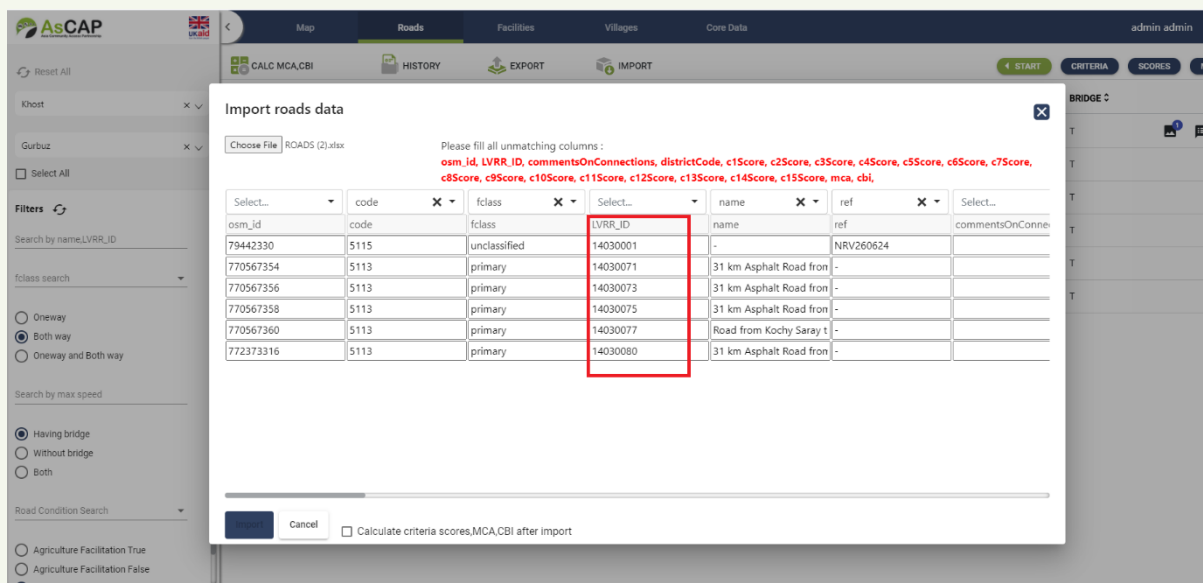 AsCAP
Asia Community Access Partnership
ukaid
<
Map
Roads
Facilities
Villages
Core Data
admin admin
Reset All
CALC MCA,CBI
HISTORY
EXPORT
IMPORT
START
CRITERIA
SCORES
Khost
Gurbuz
Select All
Filters
Search by name,LVRR_ID
fclass search
Oneway
Both way
Oneway and Both way
Search by max speed
Having bridge
Without bridge
Both
Road Condition Search
Agriculture Facilitation True
Agriculture Facilitation False
Import roads data
Choose File ROADS (2).xlsx
Please fill all unmatching columns :
osm_id, LVRR_ID, commentsOnConnections, districtCode, c1Score, c2Score, c3Score, c4Score, c5Score, c6Score, c7Score,
c8Score, c9Score, c10Score, c11Score, c12Score, c13Score, c14Score, c15Score, mca, cbi,
Select... code fclass Select... name ref Select...
osm_id code fclass LVRR_ID name ref commentsOnConne
79442330 5115 unclassified 14030001 - NRV260624
770567354 5113 primary 14030071 31 km Asphalt Road from -
770567356 5113 primary 14030073 31 km Asphalt Road from -
770567358 5113 primary 14030075 31 km Asphalt Road from -
770567360 5113 primary 14030077 Road from Kochy Saray t -
772373316 5113 primary 14030080 31 km Asphalt Road from -
Import
Cancel
Calculate criteria scores,MCA,CBI after import
BRIDGE
T
1
T
T
T
T
T